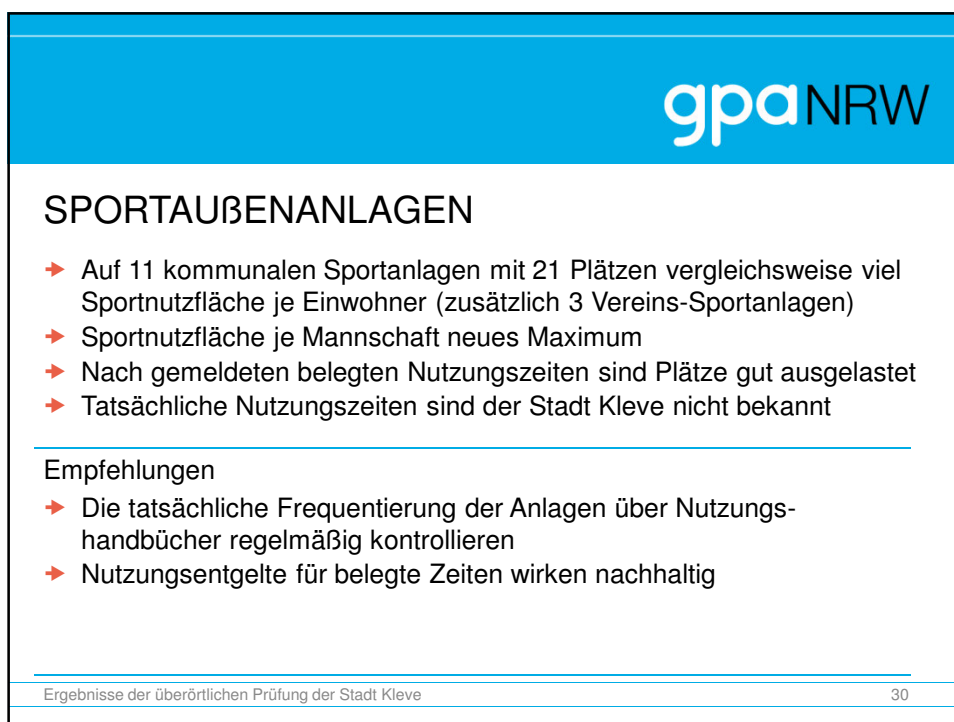 gpaNRW
SPORTAUßENANLAGEN
Auf 11 kommunalen Sportanlagen mit 21 Plätzen vergleichsweise viel
Sportnutzfläche je Einwohner (zusätzlich 3 Vereins-Sportanlagen)
Sportnutzfläche je Mannschaft neues Maximum
Nach gemeldeten belegten Nutzungszeiten sind Plätze gut ausgelastet
Tatsächliche Nutzungszeiten sind der Stadt Kleve nicht bekannt
Empfehlungen
Die tatsächliche Frequentierung der Anlagen über Nutzungs-
handbücher regelmäßig kontrollieren
Nutzungsentgelte für belegte Zeiten wirken nachhaltig
Ergebnisse der überörtlichen Prüfung der Stadt Kleve 30